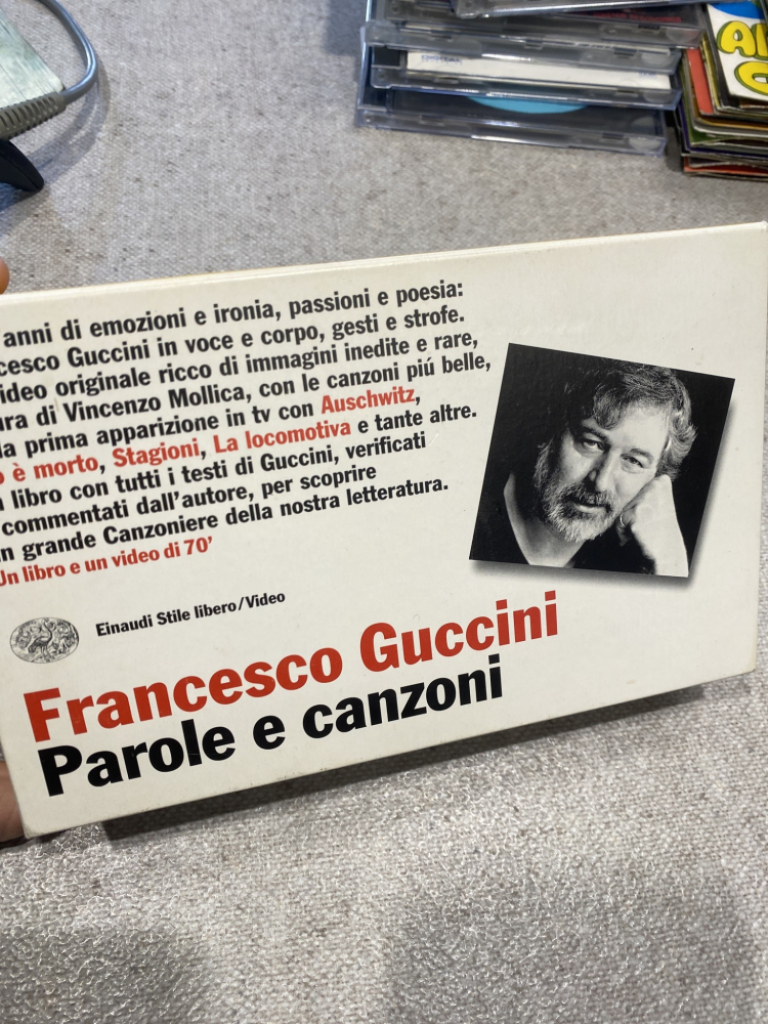 anni di emozioni e ironia, passioni e poesia:
cesco Guccini in voce e corpo, gesti e strofe.
ideo originale ricco di immagini inedite e rare,
ura di Vincenzo Mollica, con le canzoni piú belle,
la prima apparizione in tv con Auschwitz,
o è morto, Stagioni, La locomotiva e tante altre.
libro con tutti i testi di Guccini, verificati
commentati dall'autore, per scoprire
n grande Canzoniere della nostra letteratura.
Un libro e un video di 70'
Einaudi Stile libero/Video
Francesco Guccini
Parole e canzoni